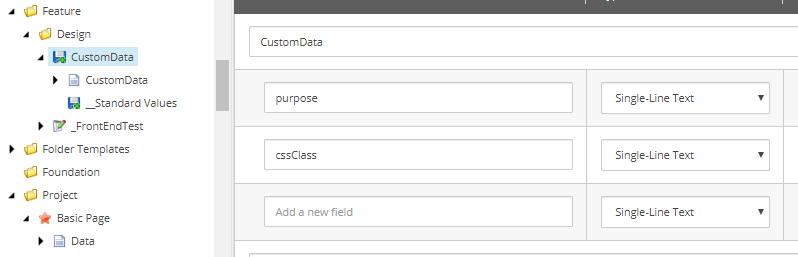 Feature
Design
CustomData
CustomData
__Standard Values
_FrontEndTest
Folder Templates
Foundation
Project
Basic Page
Data
CustomData
purpose
Single-Line Text
cssClass
Single-Line Text
Add a new field
Single-Line Text